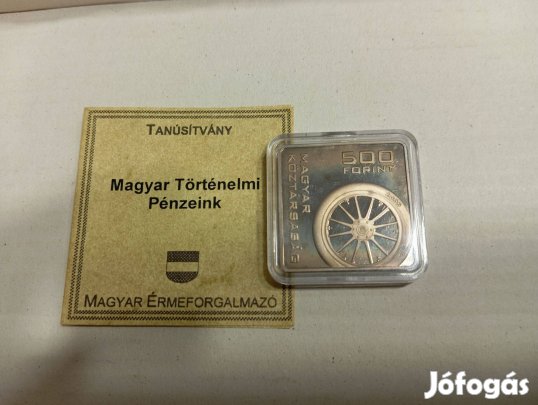 TANÚSÍTVÁNY
Magyar Történelmi
Pénzeink
MAGYAR ÉRMEFORGALMAZÓ
500
FORINT
MAGYAR
KÖZTÁRSASÁG
Jófogás